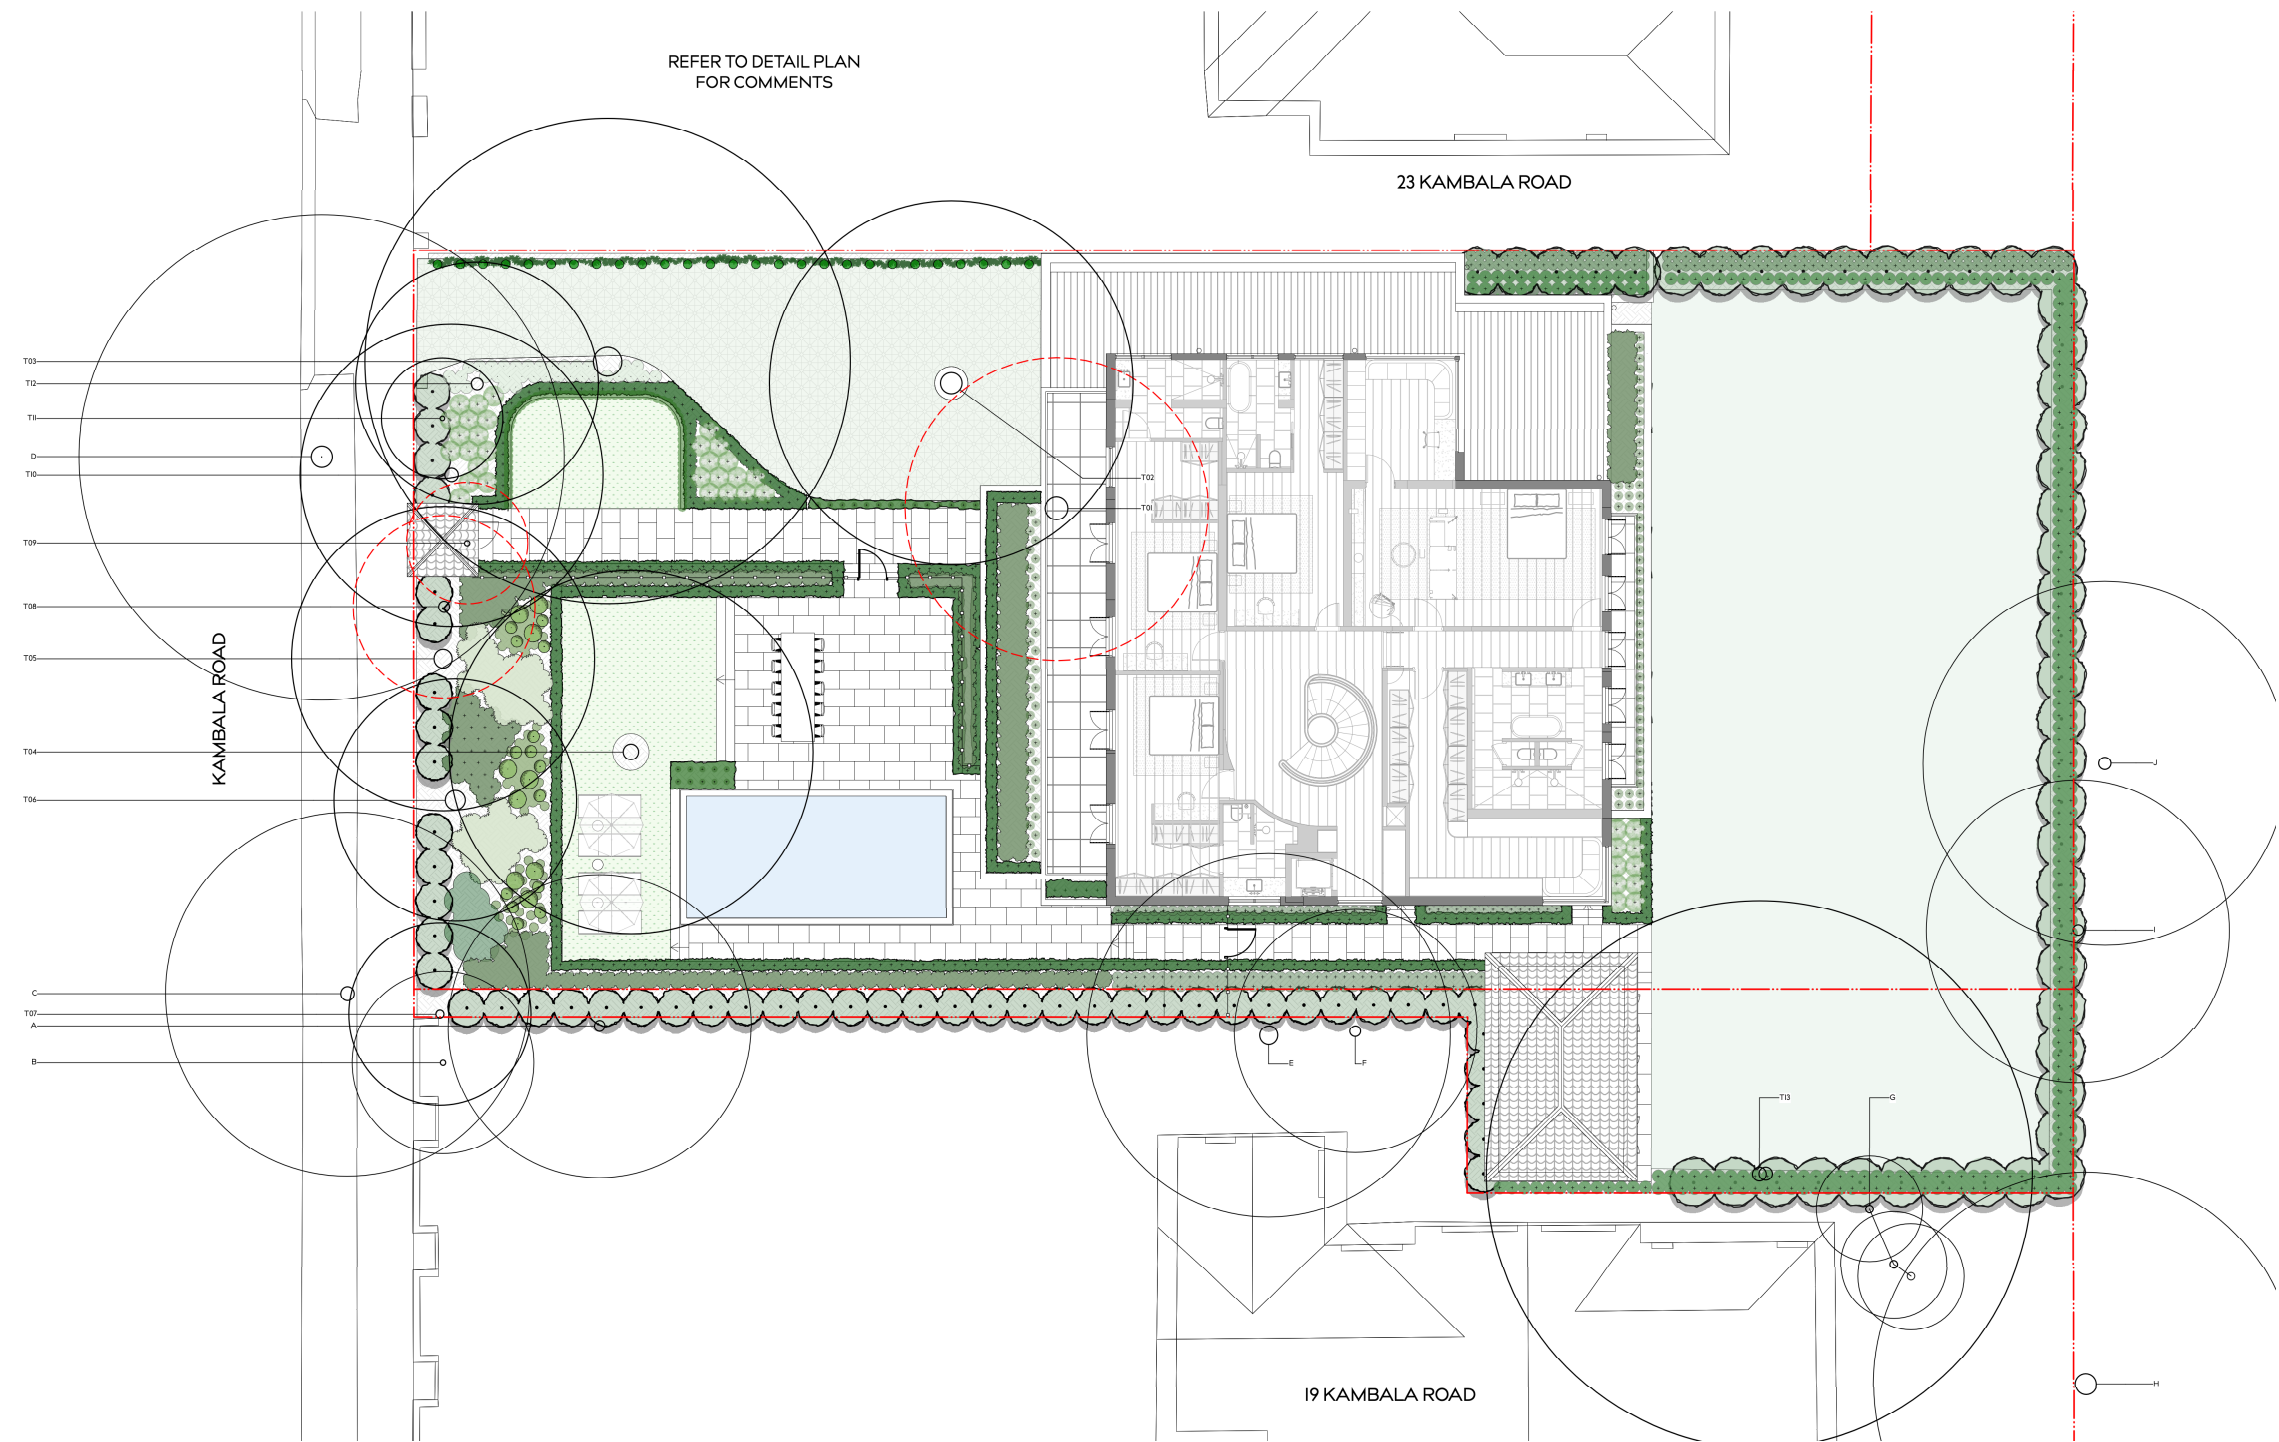 REFER TO DETAIL PLAN
FOR COMMENTS
23 KAMBALA ROAD
T03
T12
T11
D
T10
T02
T01
T09
T08
KAMBALA ROAD
T05
T04
J
T06
I
C
T07
A
B
E
F
T13
G
19 KAMBALA ROAD
H